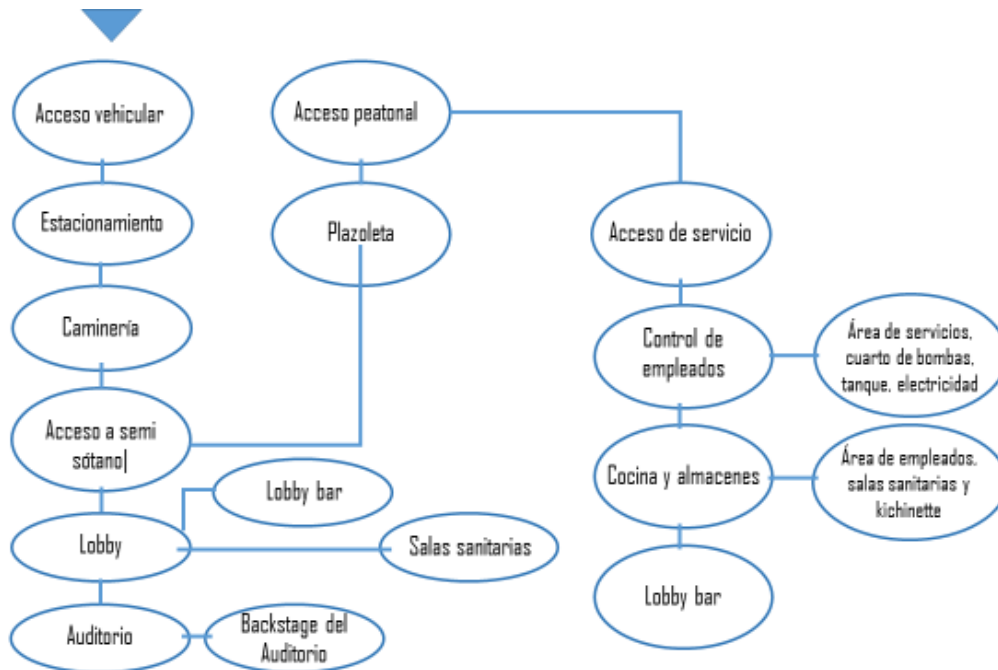 Acceso vehicular
Estacionamiento
Caminería
Acceso a semi
sótano
Lobby
Auditorio
Lobby bar
Salas sanitarias
Backstage del
Auditorio
Acceso peatonal
Plazoleta
Acceso de servicio
Control de
empleados
Área de servicios,
cuarto de bombas,
tanque, electricidad
Cocina y almacenes
Área de empleados,
salas sanitarias y
kichinette
Lobby bar